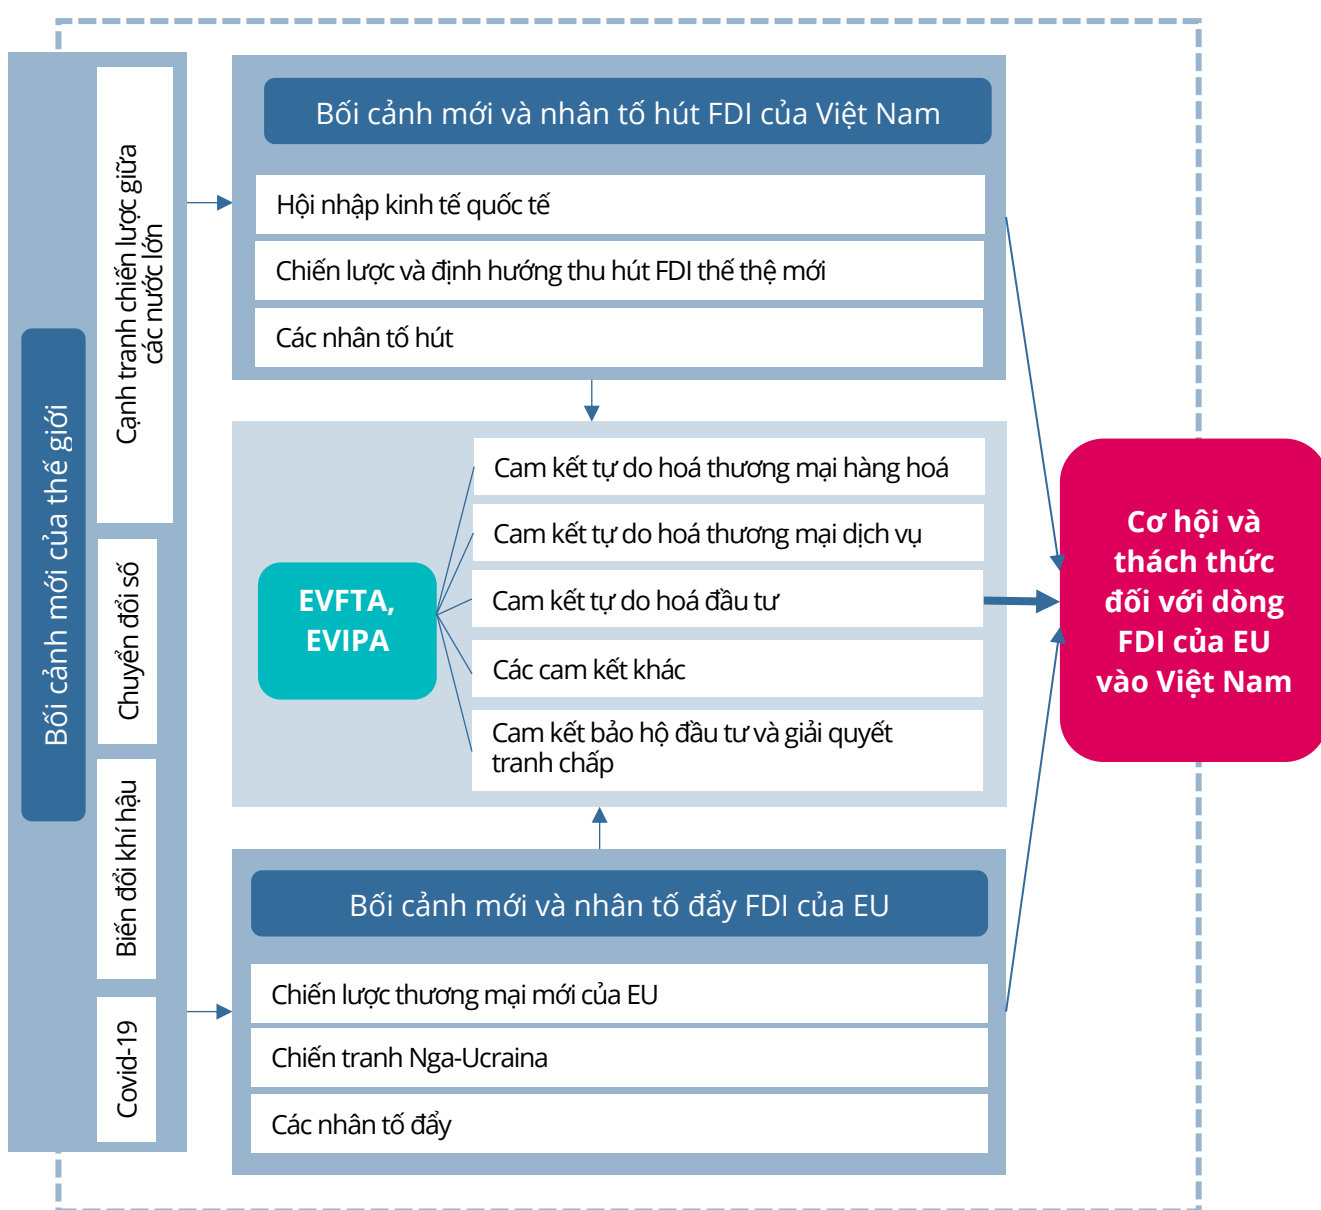 Bối cảnh mới của thế giới
Cạnh tranh chiến lược giữa
các nước lớn
Chuyển đổi số
Biến đổi khí hậu
Covid-19
Bối cảnh mới và nhân tố hút FDI của Việt Nam
Hội nhập kinh tế quốc tế
Chiến lược và định hướng thu hút FDI thế thệ mới
Các nhân tố hút
EVFTA,
EVIPA
Cam kết tự do hoá thương mại hàng hoá
Cam kết tự do hoá thương mại dịch vụ
Cam kết tự do hoá đầu tư
Các cam kết khác
Cam kết bảo hộ đầu tư và giải quyết
tranh chấp
Bối cảnh mới và nhân tố đẩy FDI của EU
Chiến lược thương mại mới của EU
Chiến tranh Nga-Ucraina
Các nhân tố đẩy
Cơ hội và
thách thức
đối với dòng
FDI của EU
vào Việt Nam